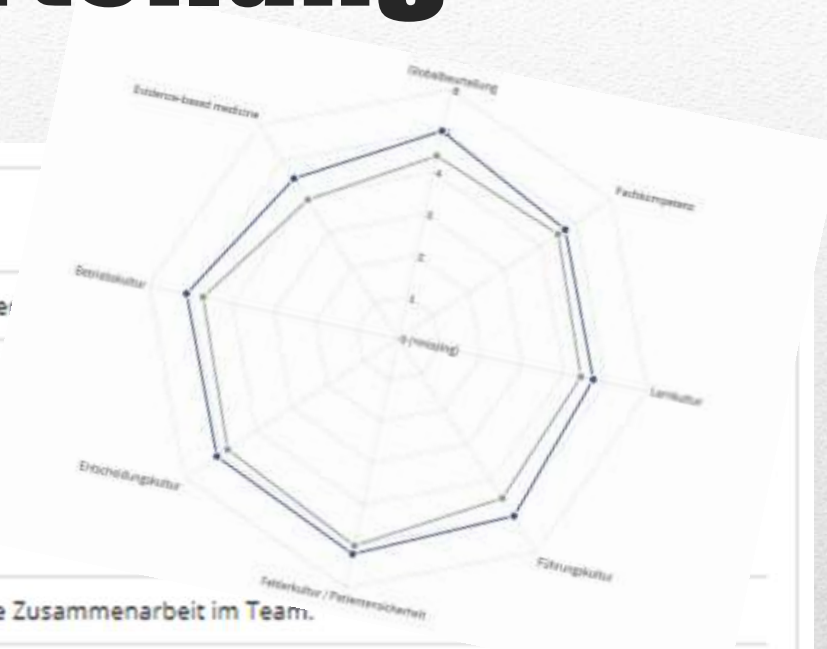 Globalbeurteilung
Evidence-based medicine
6
5
4
Fachkompetenz
3
2
Betriebskultur
1
0 (missing)
Lernkultur
Entscheidungskultur
Führungskultur
Fehlerkultur / Patientensicherheit
e Zusammenarbeit im Team.